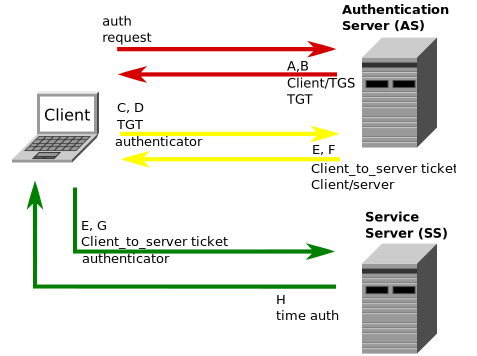 auth
request
Authentication
Server (AS)
A,B
Client/TGS
TGT
Client
C, D
TGT
authenticator
E, F
Client_to_server ticket
Client/server
E, G
Client_to_server ticket
authenticator
Service
Server (SS)
H
time auth